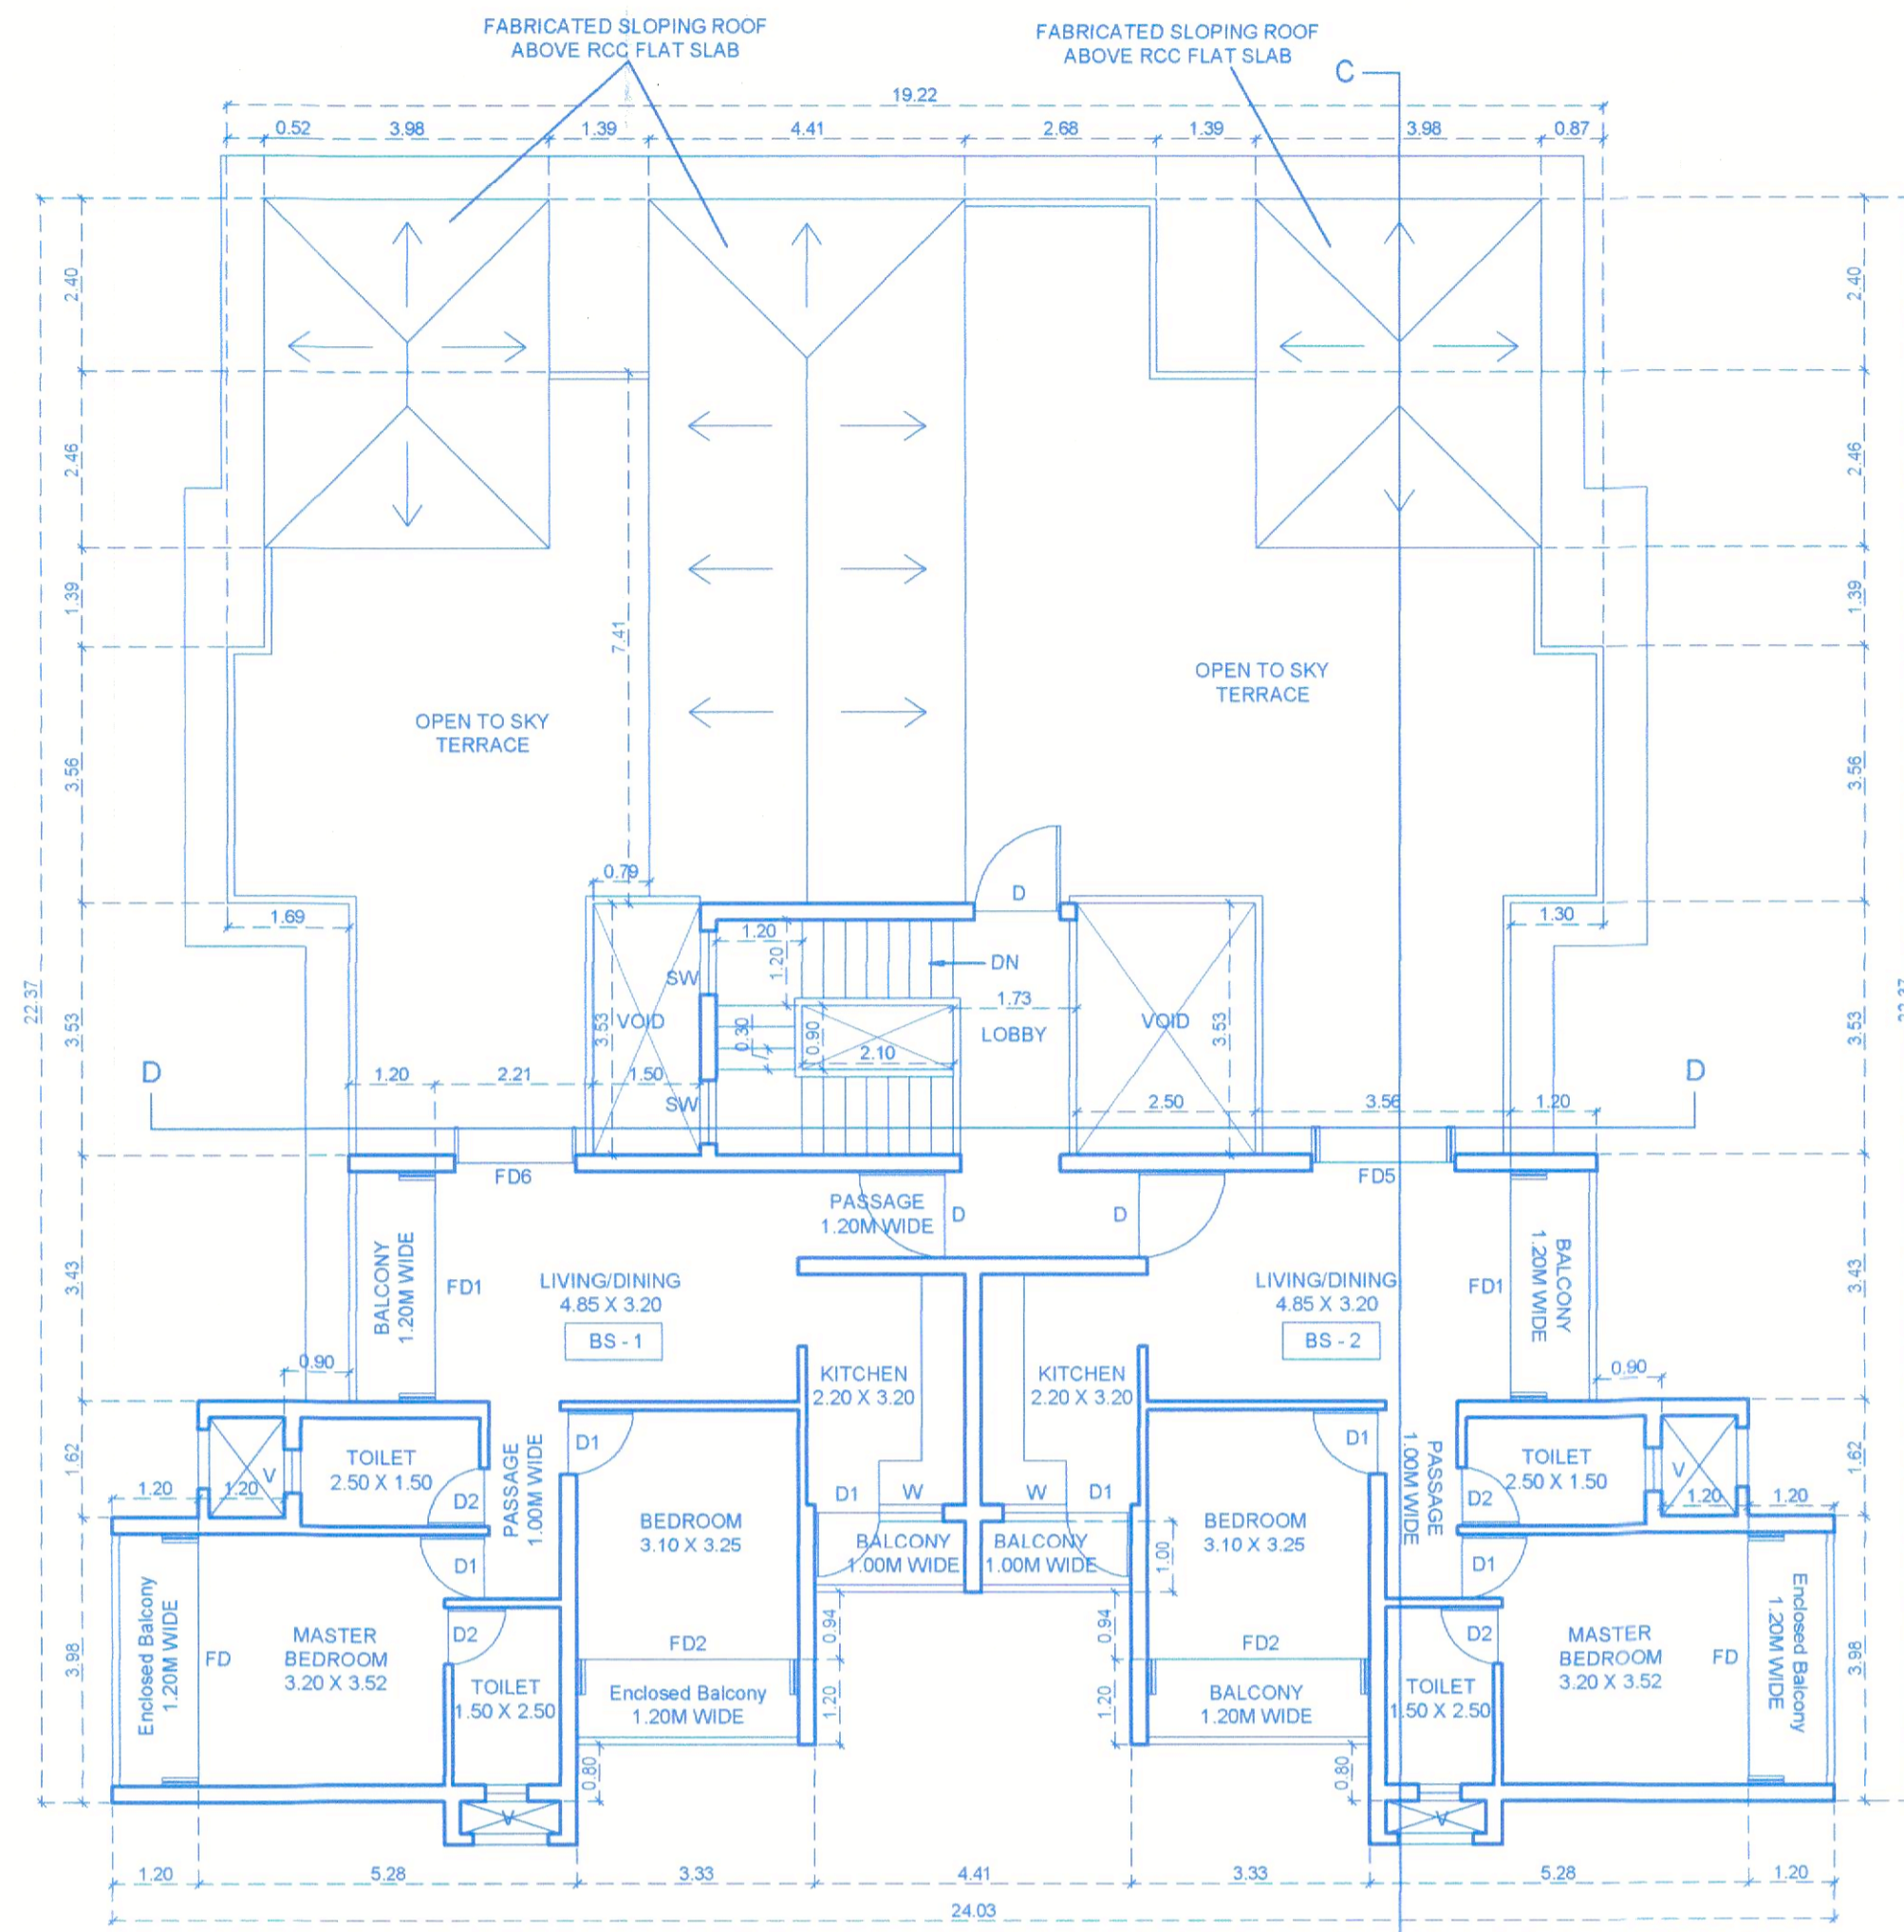 FABRICATED SLOPING ROOF
ABOVE RCC FLAT SLAB
FABRICATED SLOPING ROOF
ABOVE RCC FLAT SLAB
C
19.22
0.52
3.98
1.39
4.41
2.68
1.39
3.98
0.87
2.40
2.40
2.46
2.46
1.39
1.39
7.41
OPEN TO SKY
TERRACE
OPEN TO SKY
TERRACE
3.56
3.56
0.79
D
1.69
1.30
1.20
1.20
DN
SW
1.73
22.37
3.53
3.53
VOID
0.30
0.90
2.10
LOBBY
VOID
3.53
3.53
D
1.20
2.21
1.50
SW
2.50
3.56
1.20
D
FD6
FD5
PASSAGE
1.20M WIDE
D
D
BALCONY
1.20M WIDE
FD1
LIVING/DINING
4.85 X 3.20
BS - 1
LIVING/DINING
4.85 X 3.20
BS - 2
FD1
BALCONY
1.20M WIDE
3.43
3.43
0.90
0.90
KITCHEN
2.20 X 3.20
KITCHEN
2.20 X 3.20
D1
D1
PASSAGE
1.00M WIDE
PASSAGE
1.00M WIDE
1.62
1.62
TOILET
2.50 X 1.50
TOILET
2.50 X 1.50
V
V
1.20
1.20
D2
D1
W
W
D1
D2
1.20
1.20
BEDROOM
3.10 X 3.25
BEDROOM
3.10 X 3.25
BALCONY
1.00M WIDE
BALCONY
1.00M WIDE
1.00
D1
D1
Enclosed Balcony
1.20M WIDE
FD
MASTER
BEDROOM
3.20 X 3.52
D2
FD2
0.94
0.94
FD2
D2
MASTER
BEDROOM
3.20 X 3.52
FD
Enclosed Balcony
1.20M WIDE
3.98
3.98
TOILET
1.50 X 2.50
Enclosed Balcony
1.20M WIDE
1.20
1.20
BALCONY
1.20M WIDE
TOILET
1.50 X 2.50
0.80
0.80
V
V
1.20
5.28
3.33
4.41
3.33
5.28
1.20
24.03